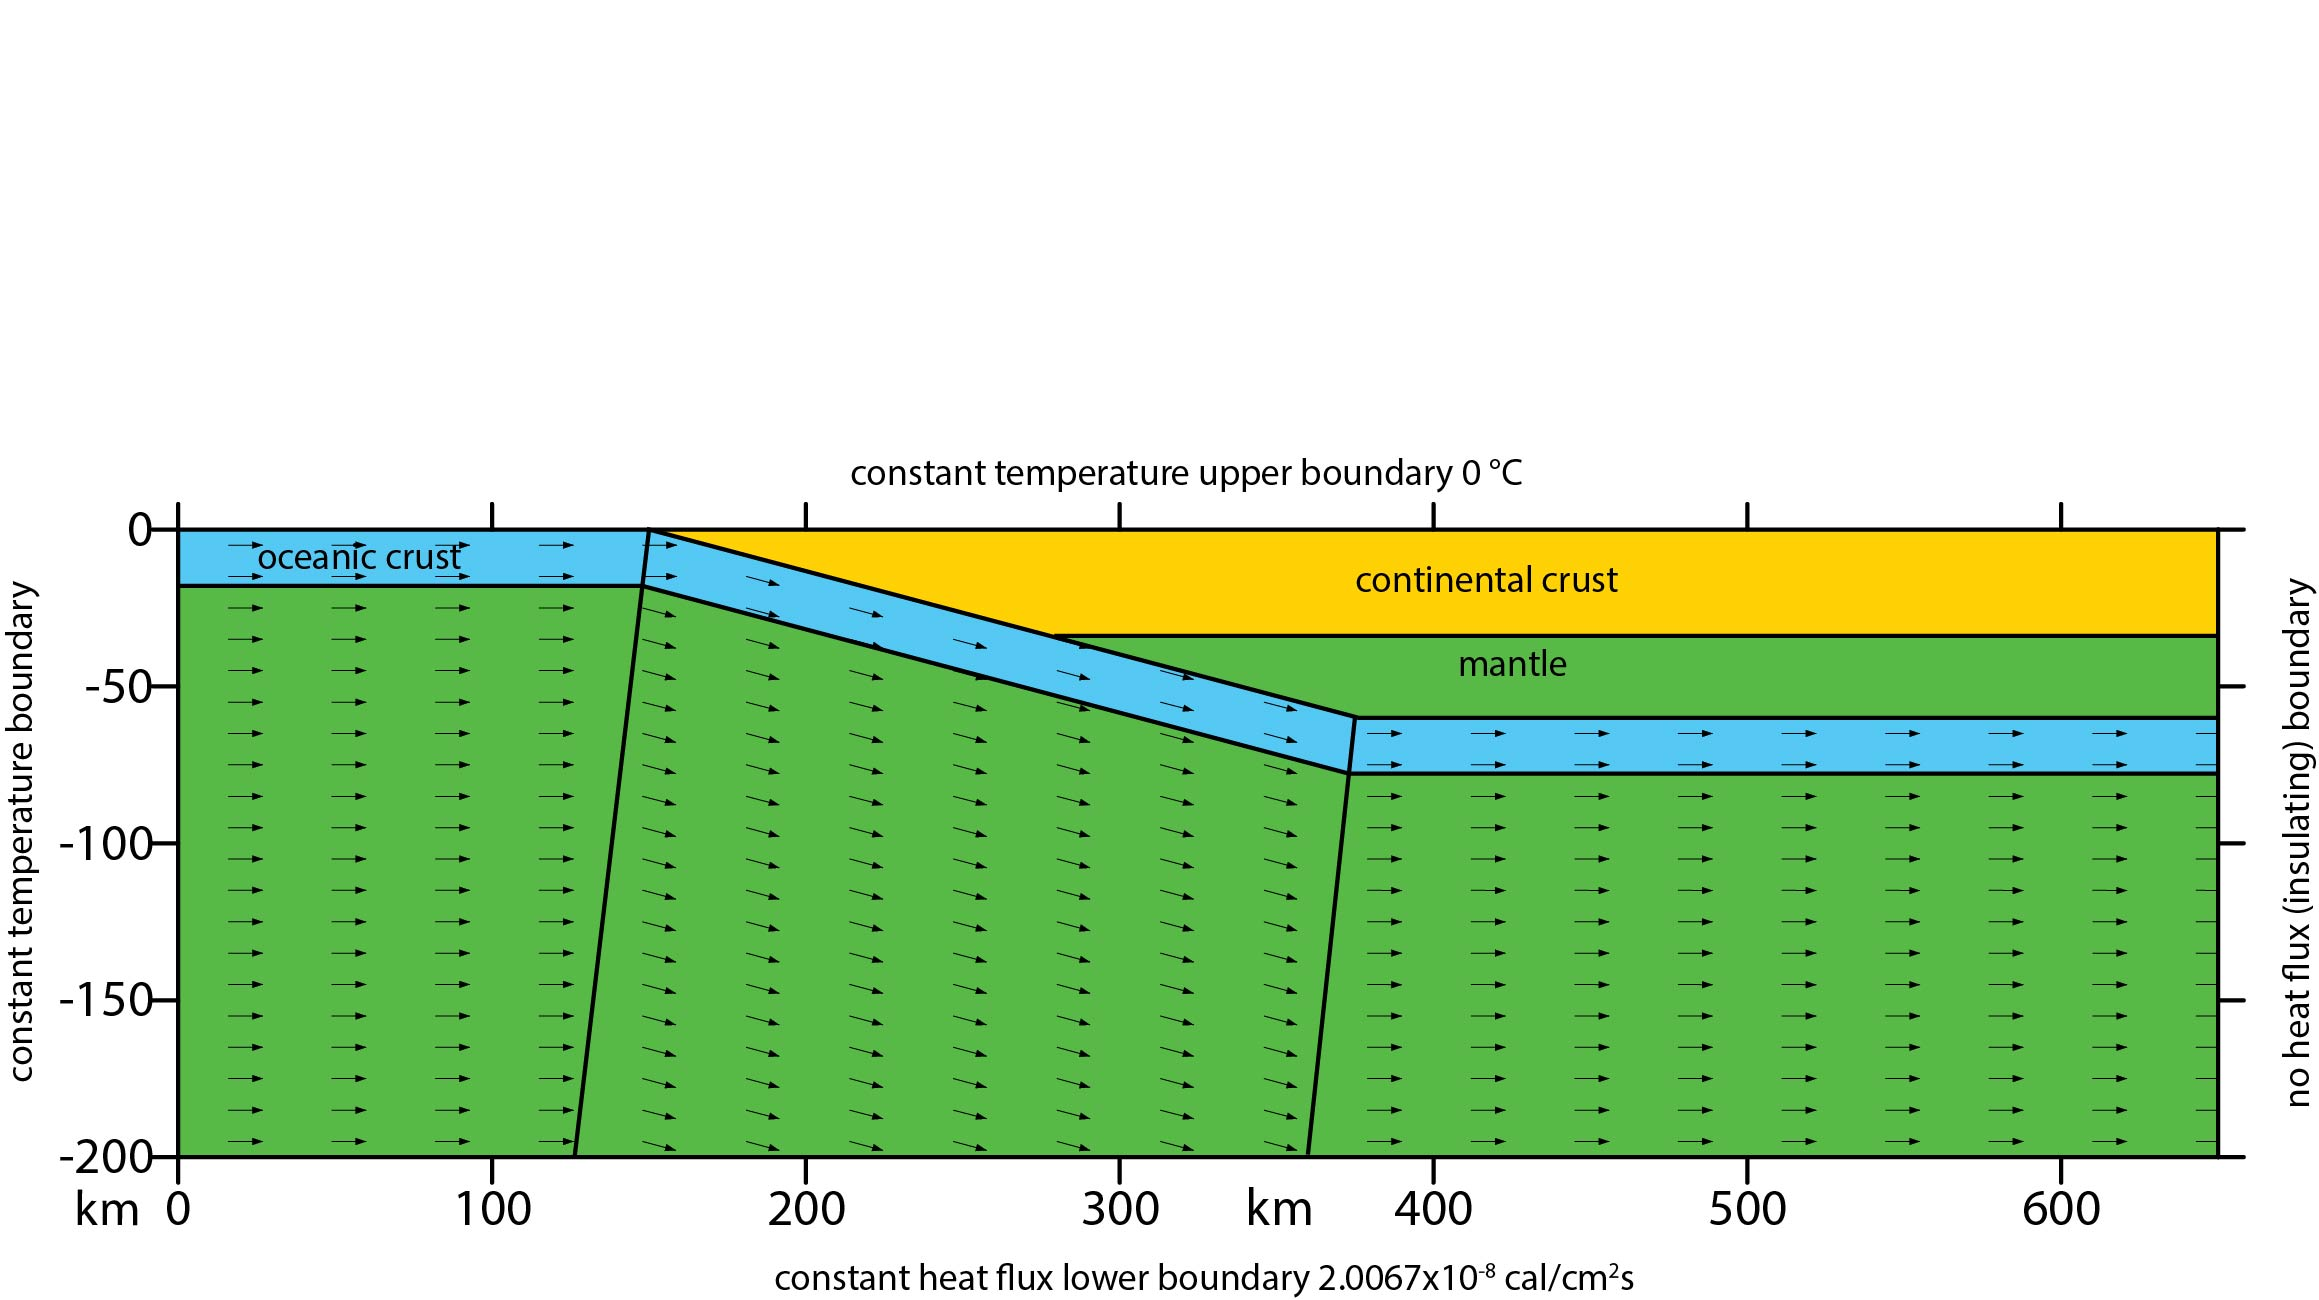 constant temperature upper boundary 0 °C
0
oceanic crust
continental crust
mantle
-50
-100
-150
-200
constant temperature boundary
no heat flux (insulating) boundary
km 0 100 200 300 km 400 500 600
constant heat flux lower boundary 2.0067x10⁻⁸ cal/cm²s